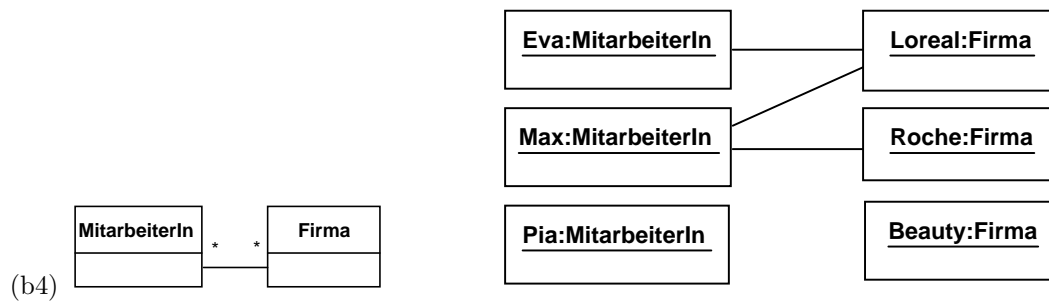 Eva:MitarbeiterIn
Loreal:Firma
Max:MitarbeiterIn
Roche:Firma
Pia:MitarbeiterIn
Beauty:Firma
(b4)
MitarbeiterIn
* *
Firma